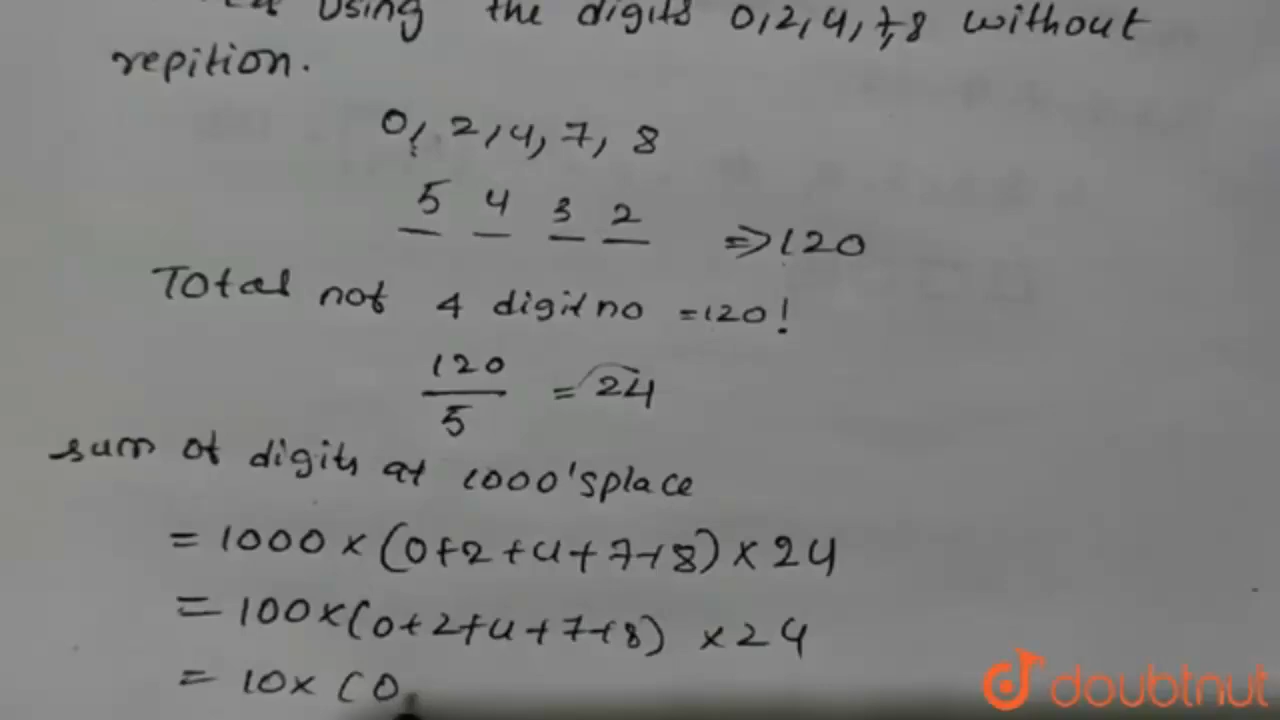 using the digits 0,2,4,7,8 without
repition.
0, 2,4,7, 8
5 4 3 2 => 120
Total not 4 digit no =120!
120
5
= 24
sum of digits at 1000's place
= 1000 × (0+2+4+7+8) × 24
= 100×(0+2+4+7+8) ×24
= 10× (0
doubtnut